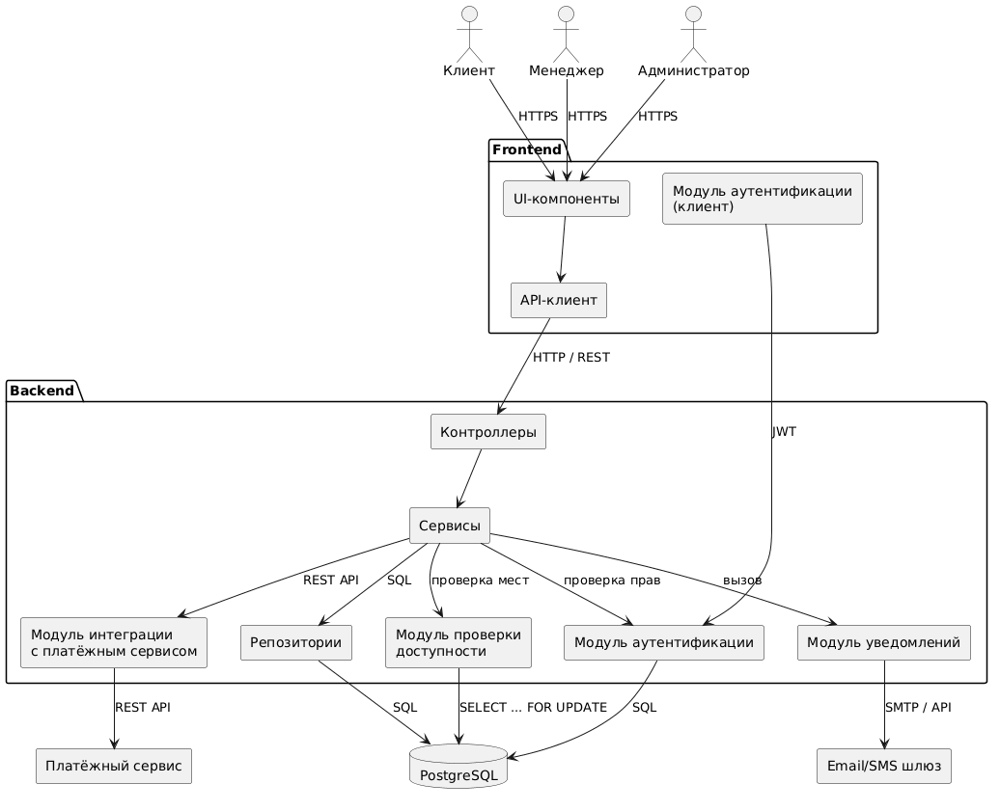 Клиент
Менеджер
Администратор
HTTPS
HTTPS
HTTPS
Frontend
Модуль аутентификации
(клиент)
UI-компоненты
API-клиент
HTTP / REST
Backend
Контроллеры
JWT
Сервисы
REST API
SQL
проверка мест
проверка прав
вызов
Модуль интеграции
с платёжным сервисом
Репозитории
Модуль проверки
доступности
Модуль аутентификации
Модуль уведомлений
REST API
SQL
SELECT ... FOR UPDATE
SQL
SMTP / API
Платёжный сервис
PostgreSQL
Email/SMS шлюз